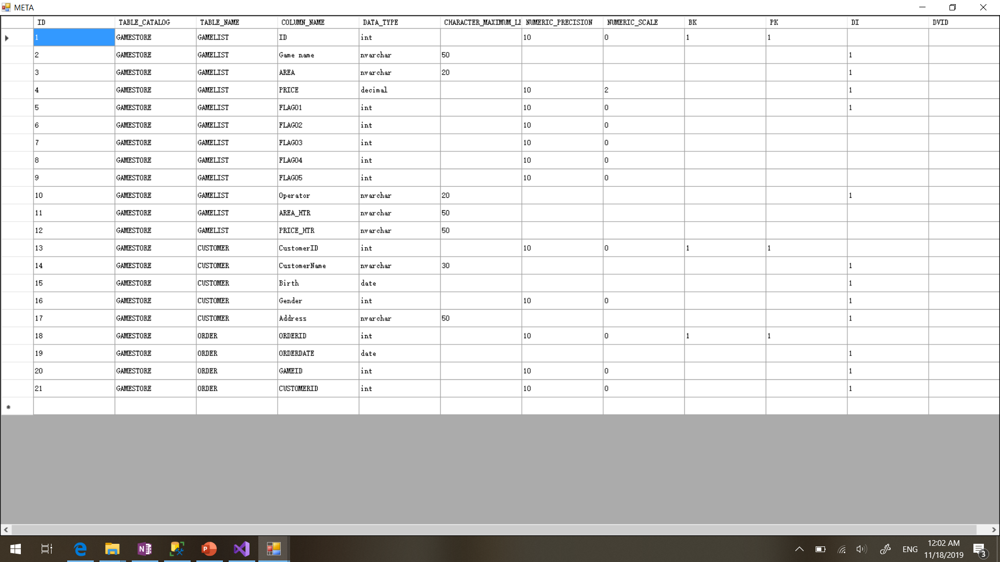 META
ID TABLE_CATALOG TABLE_NAME COLUMN_NAME DATA_TYPE CHARACTER_MAXIMUM_LE NUMERIC_PRECISION NUMERIC_SCALE BK PK DI DVID
1 GAMESTORE GAMELIST ID int 10 0 1 1
2 GAMESTORE GAMELIST Game name nvarchar 50 1
3 GAMESTORE GAMELIST AREA nvarchar 20 1
4 GAMESTORE GAMELIST PRICE decimal 10 2 1
5 GAMESTORE GAMELIST FLAG01 int 10 0 1
6 GAMESTORE GAMELIST FLAG02 int 10 0
7 GAMESTORE GAMELIST FLAG03 int 10 0
8 GAMESTORE GAMELIST FLAG04 int 10 0
9 GAMESTORE GAMELIST FLAG05 int 10 0
10 GAMESTORE GAMELIST Operator nvarchar 20 1
11 GAMESTORE GAMELIST AREA_HTR nvarchar 50
12 GAMESTORE GAMELIST PRICE_HTR nvarchar 50
13 GAMESTORE CUSTOMER CustomerID int 10 0 1 1
14 GAMESTORE CUSTOMER CustomerName nvarchar 30 1
15 GAMESTORE CUSTOMER Birth date 1
16 GAMESTORE CUSTOMER Gender int 10 0 1
17 GAMESTORE CUSTOMER Address nvarchar 50 1
18 GAMESTORE ORDER ORDERID int 10 0 1 1
19 GAMESTORE ORDER ORDERDATE date 1
20 GAMESTORE ORDER GAMEID int 10 0 1
21 GAMESTORE ORDER CUSTOMERID int 10 0 1
ENG 12:02 AM
11/18/2019 3